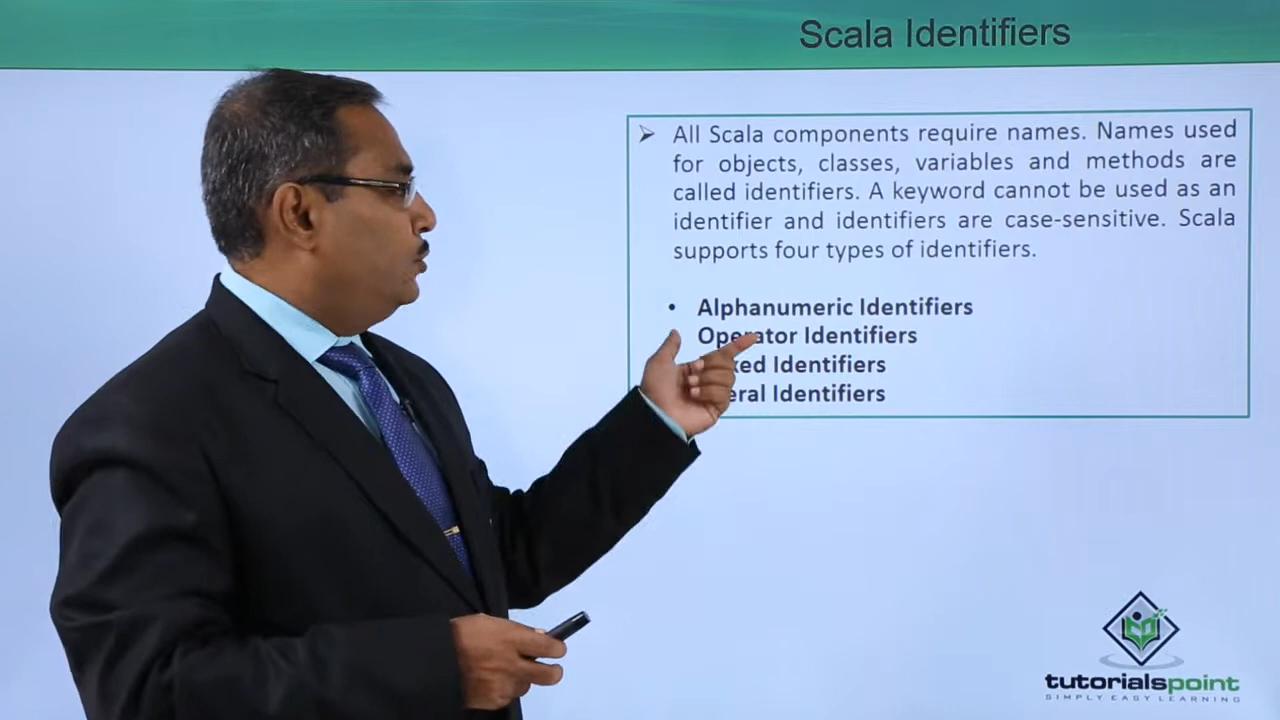 Scala Identifiers
➢ All Scala components require names. Names used
for objects, classes, variables and methods are
called identifiers. A keyword cannot be used as an
identifier and identifiers are case-sensitive. Scala
supports four types of identifiers.
• Alphanumeric Identifiers
Operator Identifiers
Identifiers
Identifiers
tutorialspoint
SIMPLY EASY LEARNING